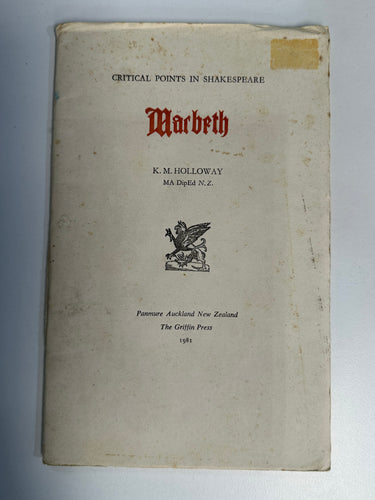 CRITICAL POINTS IN SHAKESPEARE
Macbeth
K. M. HOLLOWAY
MA DipEd N.Z.
Panmure Auckland New Zealand
The Griffin Press
1981